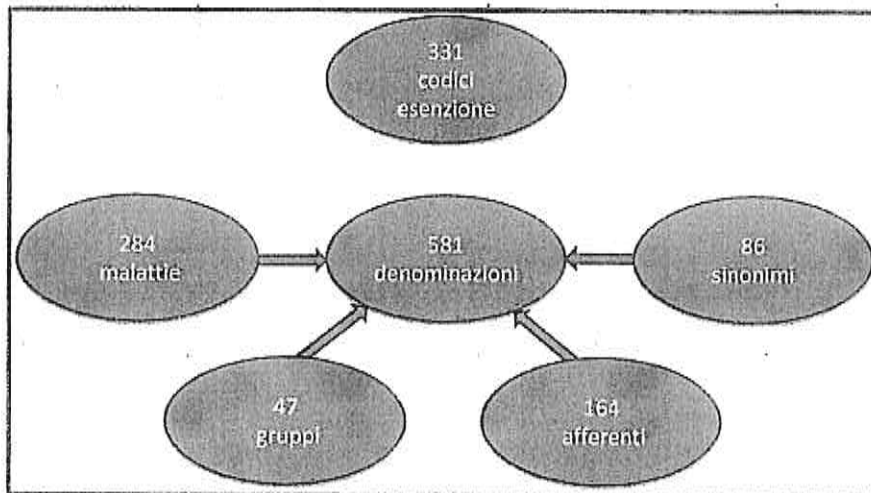 331
codici
esenzione
284
malattie
581
denominazioni
86
sinonimi
47
gruppi
164
afferenti